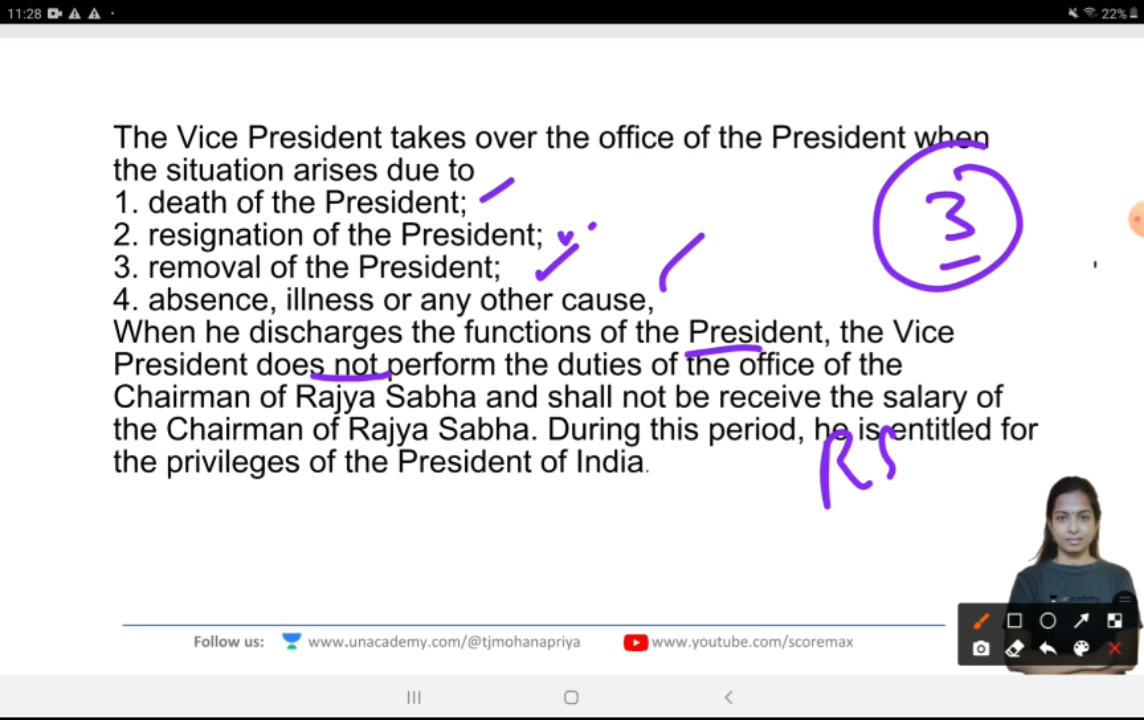 11:28
22%
The Vice President takes over the office of the President when
the situation arises due to
1. death of the President;
2. resignation of the President;
3. removal of the President;
4. absence, illness or any other cause,
When he discharges the functions of the President, the Vice
President does not perform the duties of the office of the
Chairman of Rajya Sabha and shall not be receive the salary of
the Chairman of Rajya Sabha. During this period, he is entitled for
the privileges of the President of India.
3
RS
unacademy
Follow us: www.unacademy.com/@tjmohanapriya www.youtube.com/scoremax